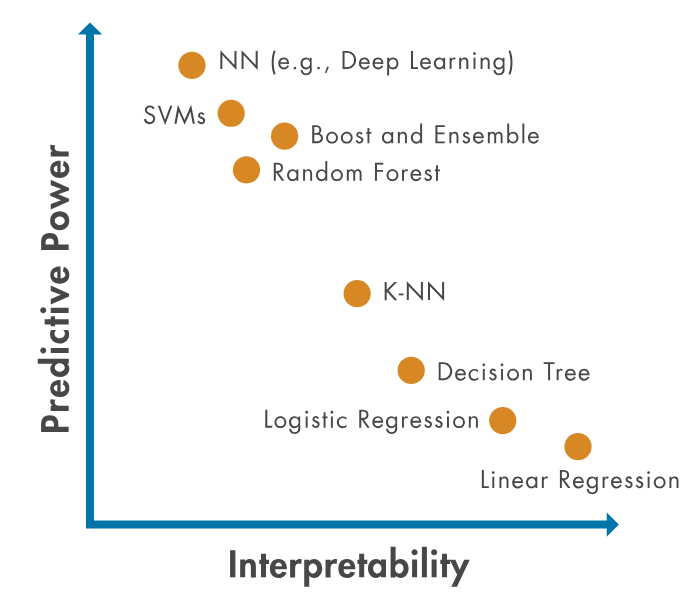 NN (e.g., Deep Learning)
SVMs
Boost and Ensemble
Random Forest
Predictive Power
K-NN
Decision Tree
Logistic Regression
Linear Regression
Interpretability